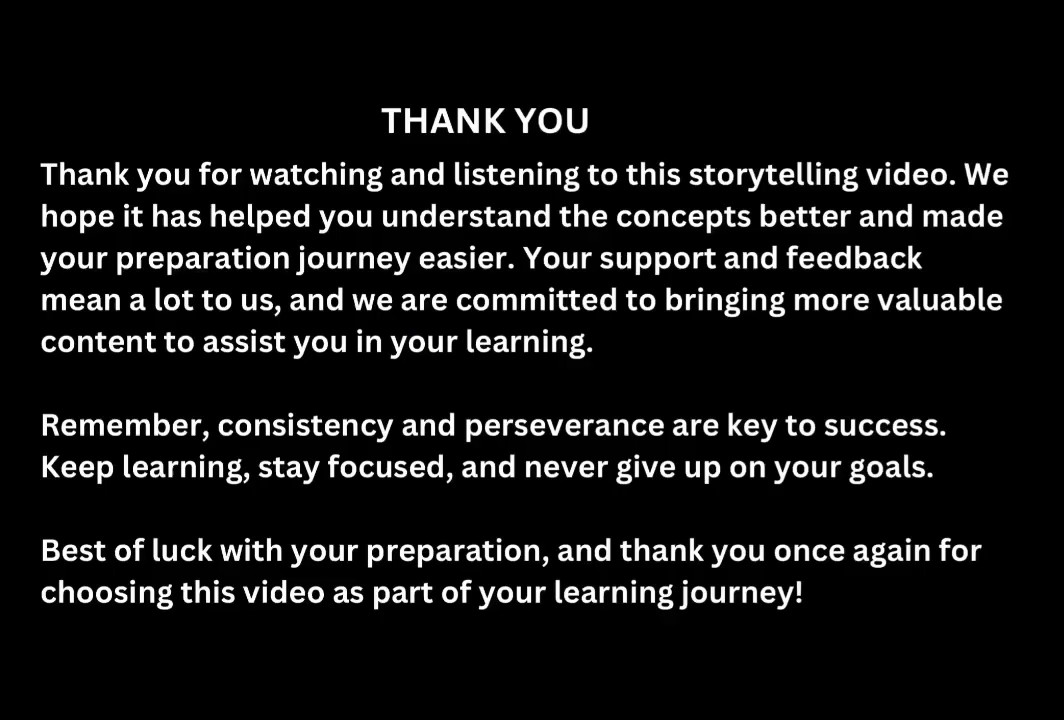 THANK YOU
Thank you for watching and listening to this storytelling video. We
hope it has helped you understand the concepts better and made
your preparation journey easier. Your support and feedback
mean a lot to us, and we are committed to bringing more valuable
content to assist you in your learning.
Remember, consistency and perseverance are key to success.
Keep learning, stay focused, and never give up on your goals.
Best of luck with your preparation, and thank you once again for
choosing this video as part of your learning journey!